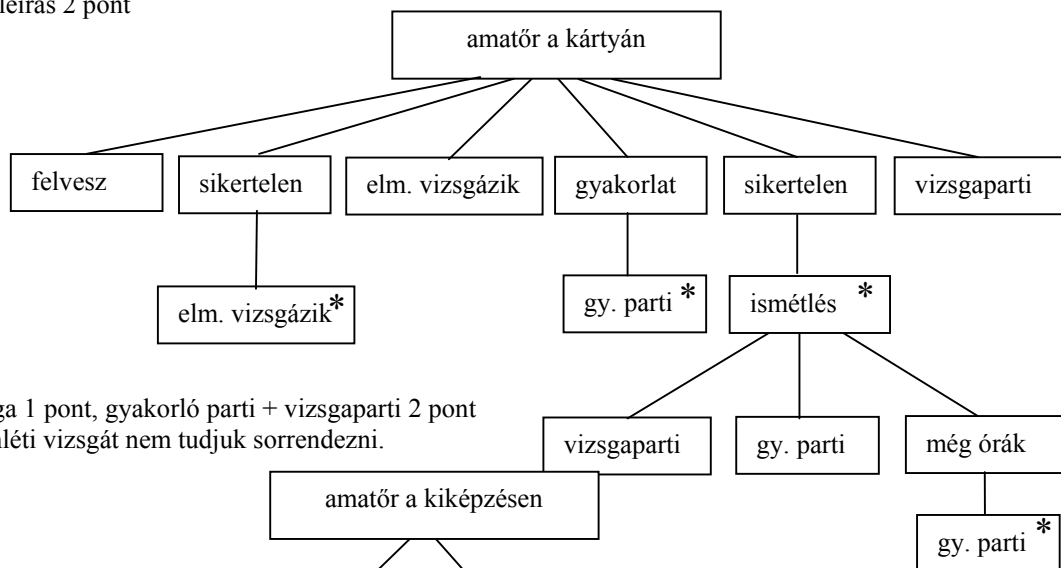 leírás 2 pont
amatőr a kártyán
felvesz
sikertelen
elm. vizsgázik
gyakorlat
sikertelen
vizsgaparti
elm. vizsgázik*
gy. parti *
ismétlés *
ga 1 pont, gyakorló parti + vizsgaparti 2 pont
léti vizsgát nem tudjuk sorrendezni.
vizsgaparti
gy. parti
még órák
amatőr a kiképzésen
gy. parti *